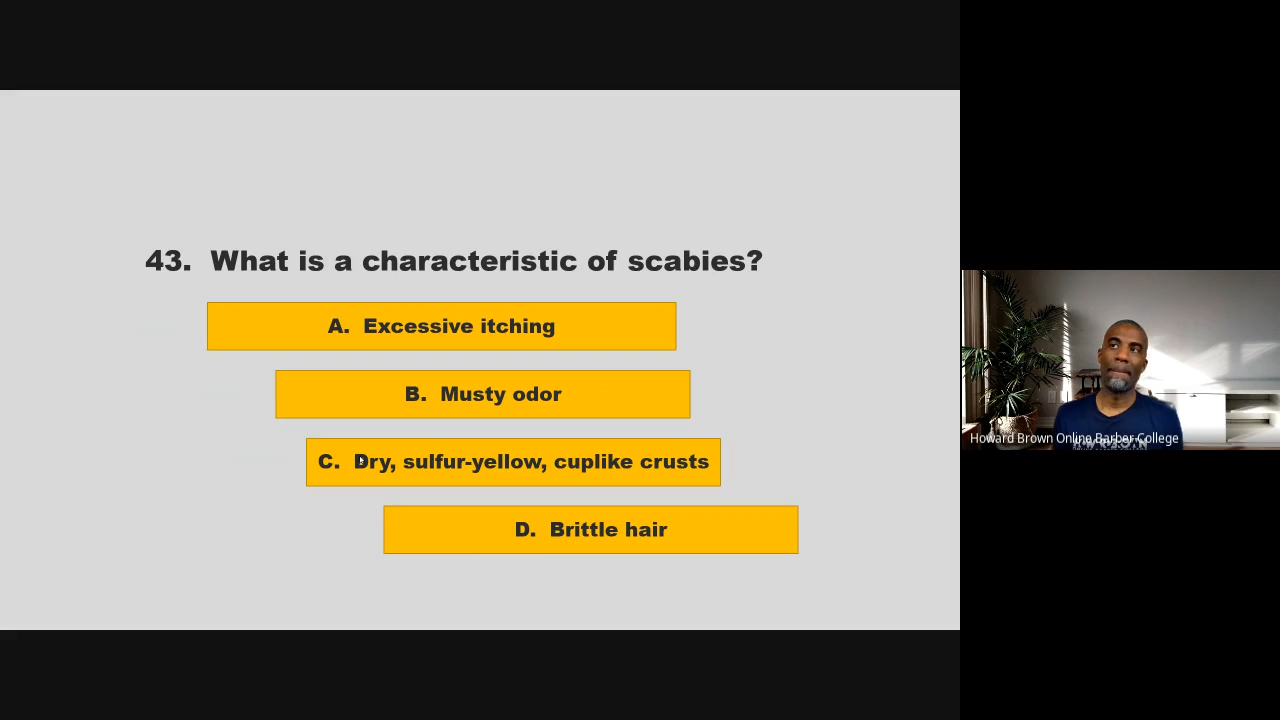 43. What is a characteristic of scabies?
A. Excessive itching
B. Musty odor
C. Dry, sulfur-yellow, cuplike crusts
D. Brittle hair
Howard Brown Online Barber College